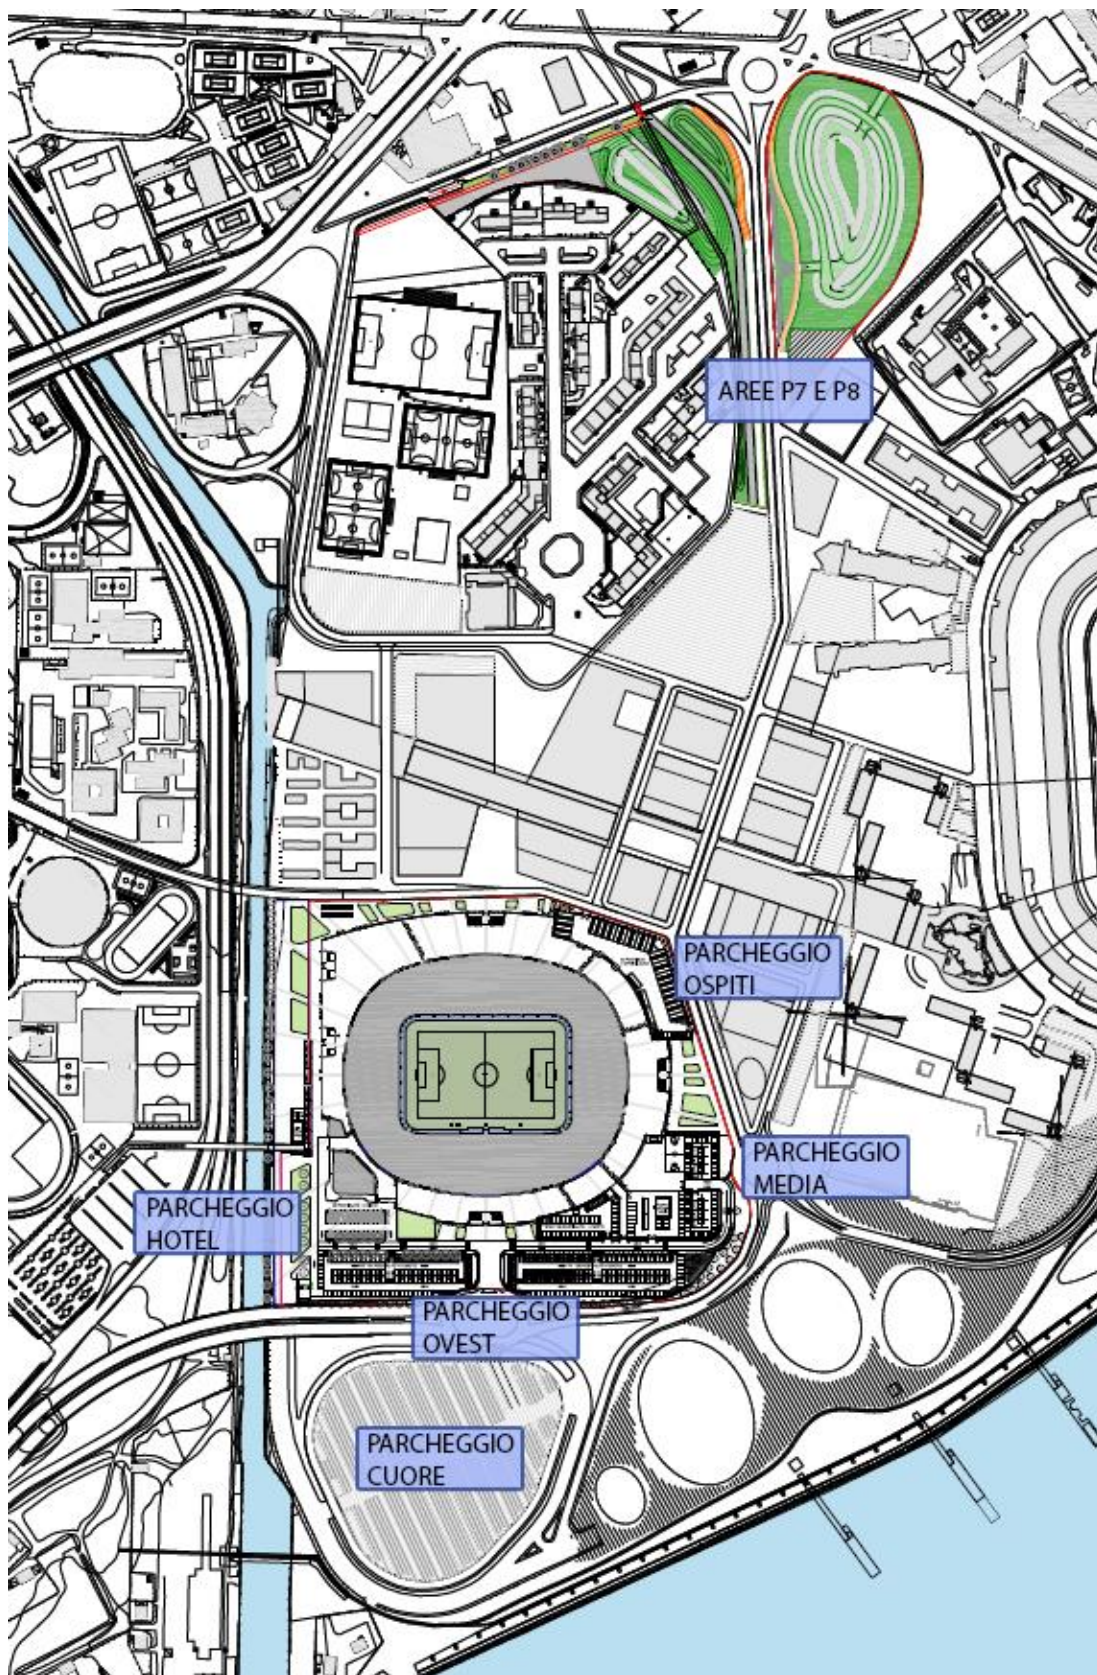 AREE P7 E P8
PARCHEGGIO
OSPITI
PARCHEGGIO
MEDIA
PARCHEGGIO
HOTEL
PARCHEGGIO
OVEST
PARCHEGGIO
CUORE